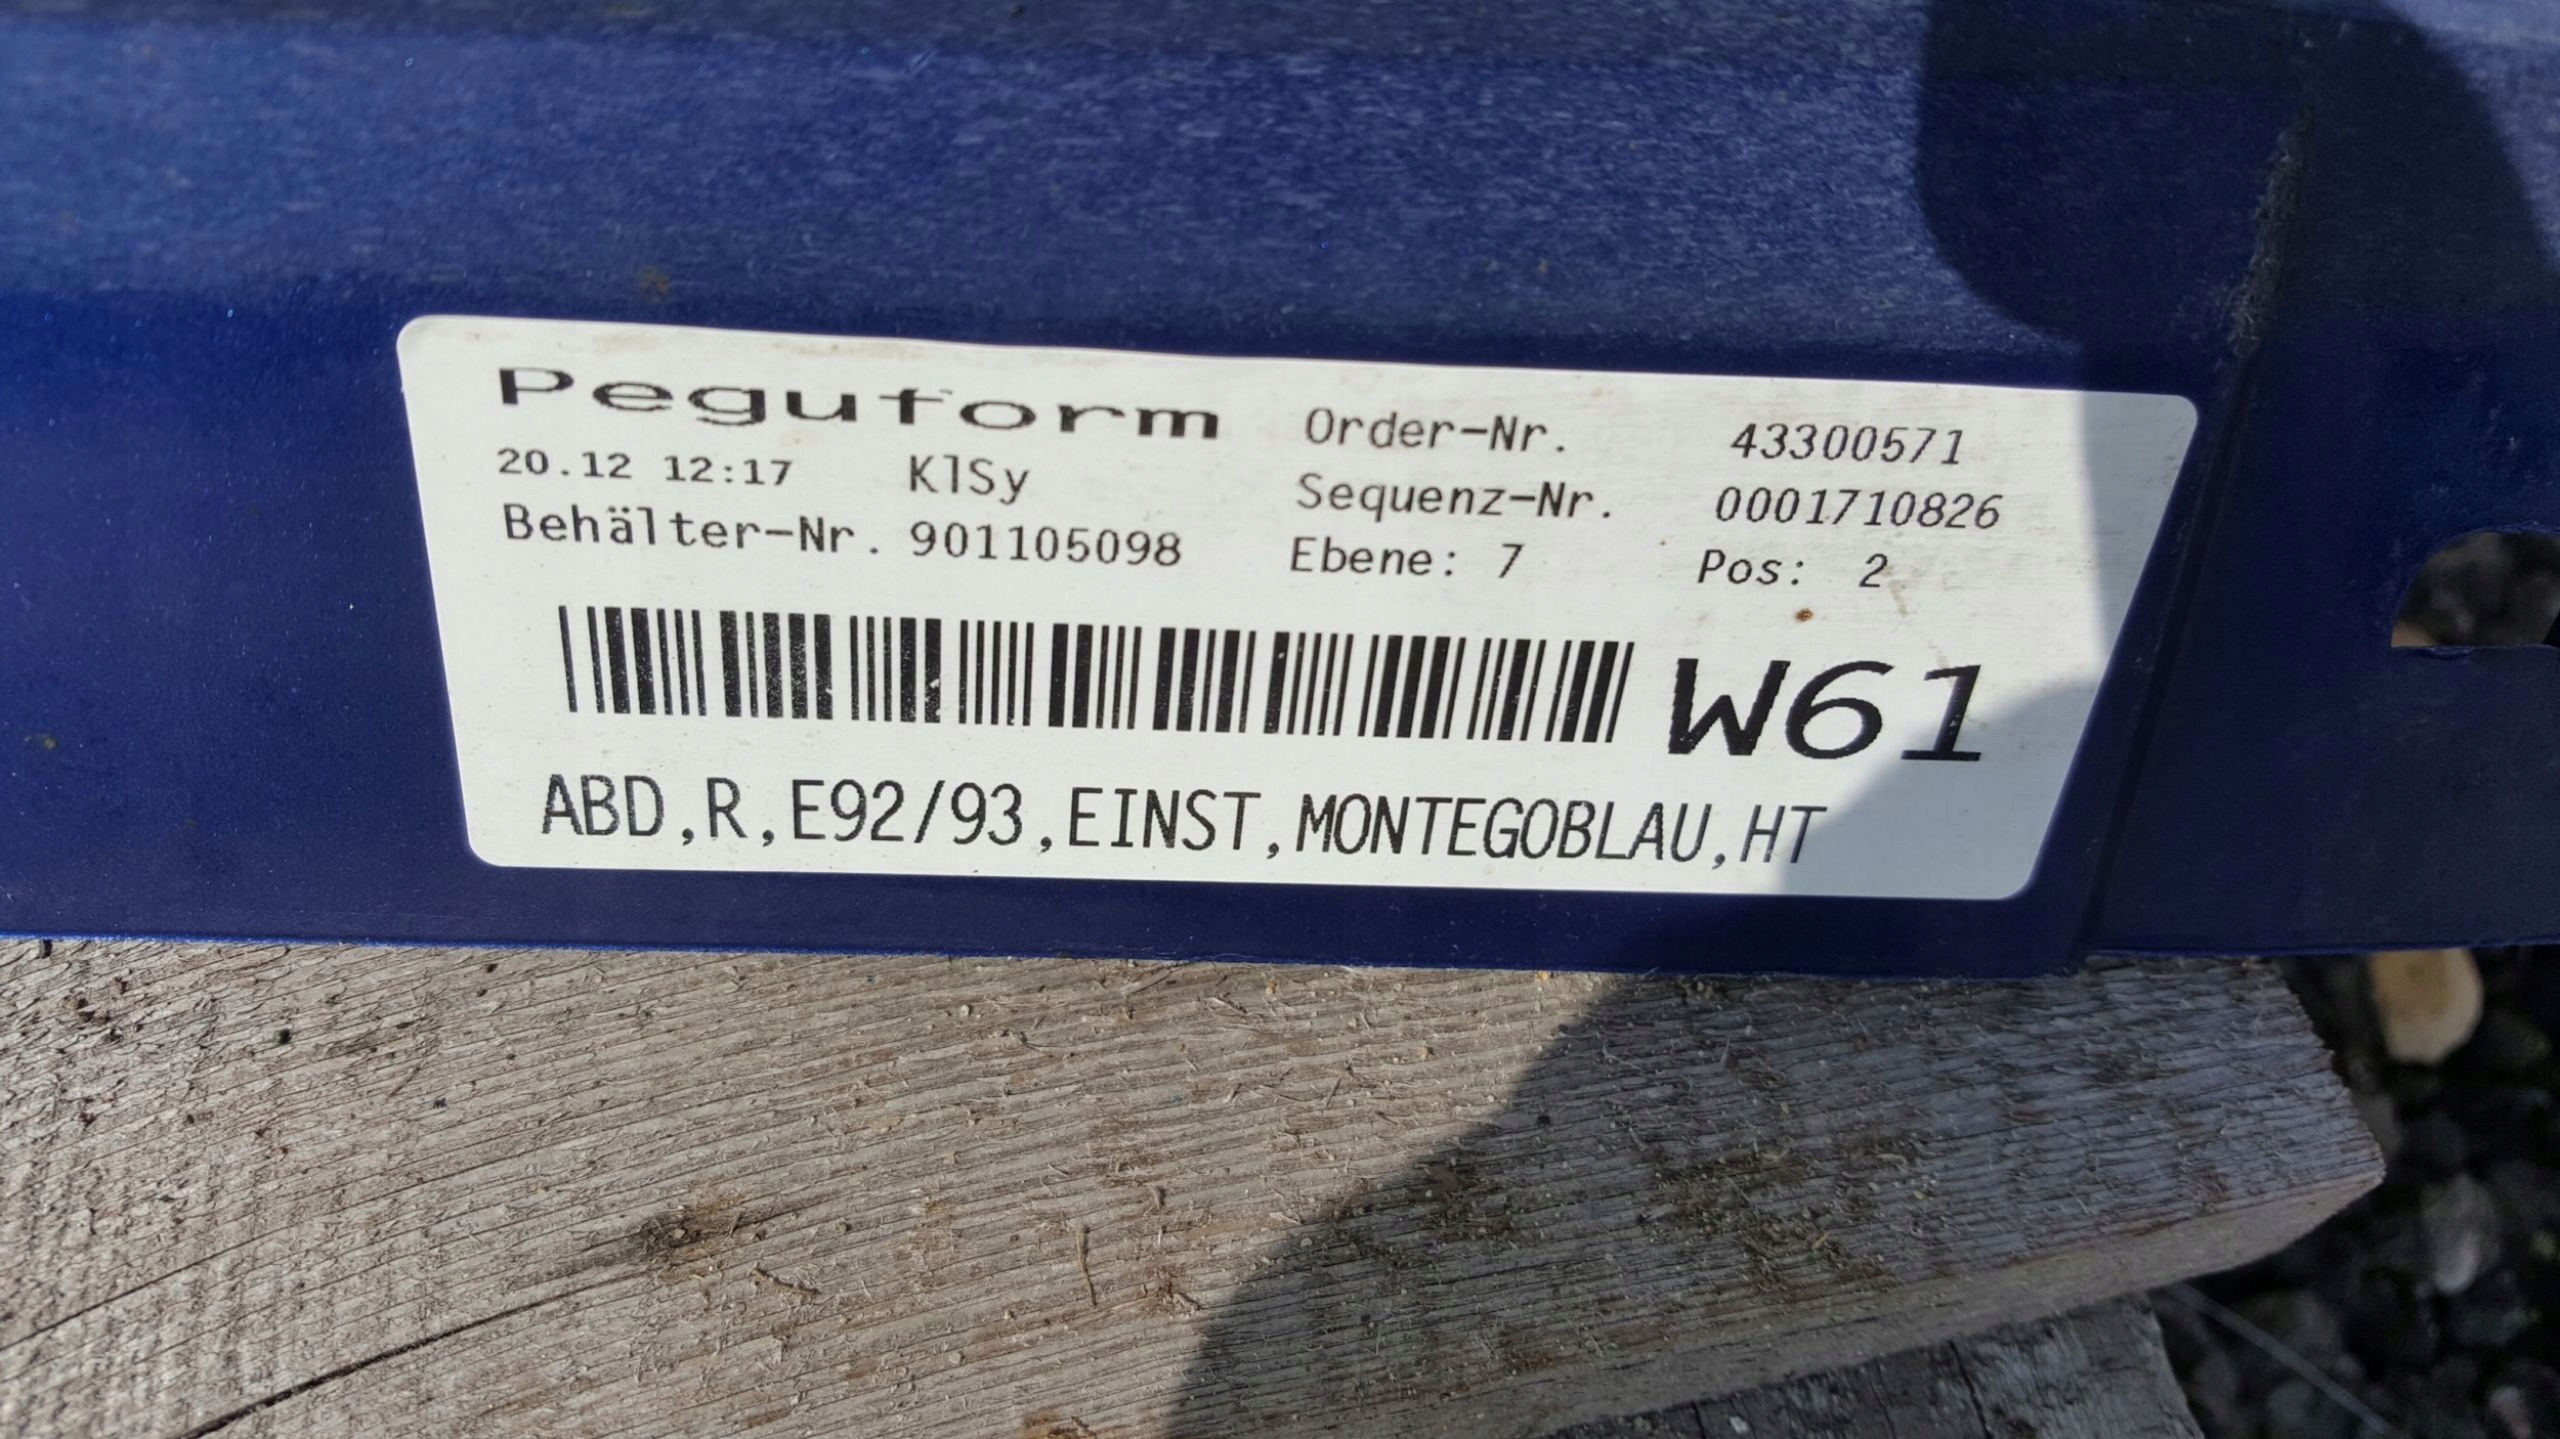 Peguform
20.12 12:17 KlSy
Behälter-Nr. 901105098
Order-Nr. 43300571
Sequenz-Nr. 0001710826
Ebene: 7 Pos: 2
W61
ABD,R,E92/93,EINST,MONTEGOBLAU,HT